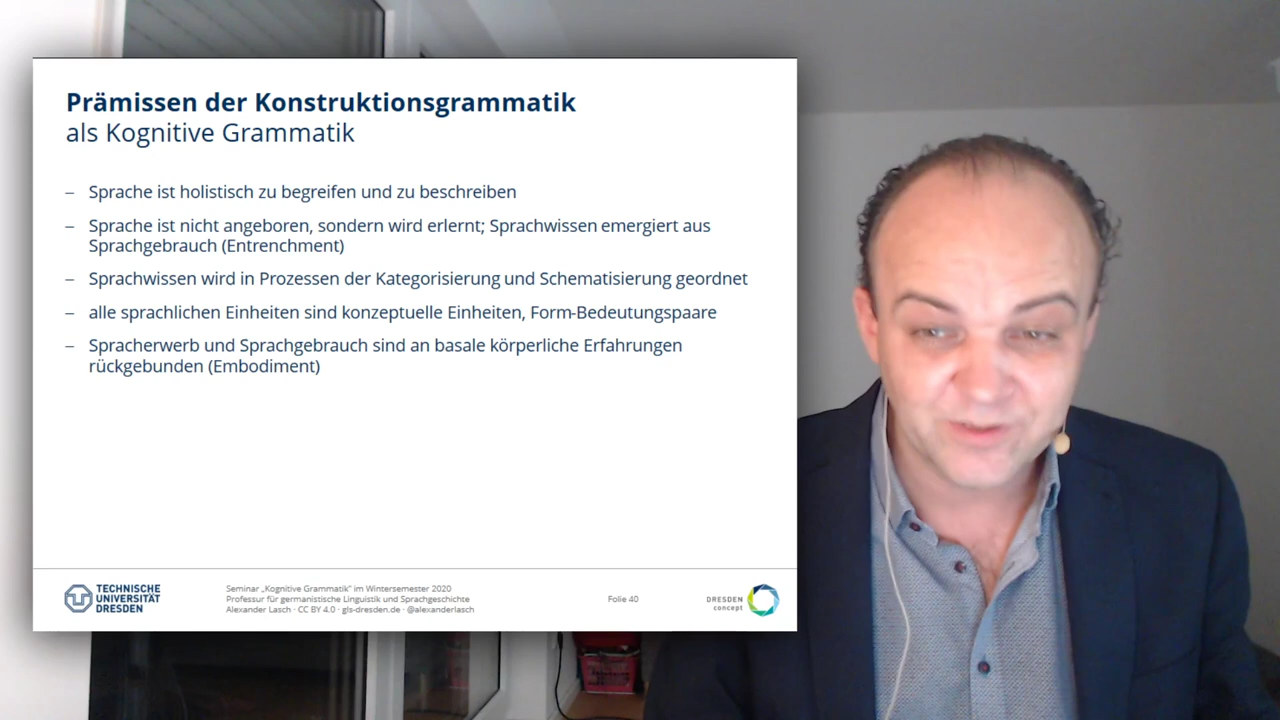 Prämissen der Konstruktionsgrammatik
als Kognitive Grammatik
– Sprache ist holistisch zu begreifen und zu beschreiben
– Sprache ist nicht angeboren, sondern wird erlernt; Sprachwissen emergiert aus
Sprachgebrauch (Entrenchment)
– Sprachwissen wird in Prozessen der Kategorisierung und Schematisierung geordnet
– alle sprachlichen Einheiten sind konzeptuelle Einheiten, Form-Bedeutungspaare
– Spracherwerb und Sprachgebrauch sind an basale körperliche Erfahrungen
rückgebunden (Embodiment)
TECHNISCHE
UNIVERSITÄT
DRESDEN
Seminar „Kognitive Grammatik" im Wintersemester 2020
Professur für germanistische Linguistik und Sprachgeschichte
Alexander Lasch · CC BY 4.0 · gls-dresden.de · @alexanderlasch
Folie 40
DRESDEN
concept